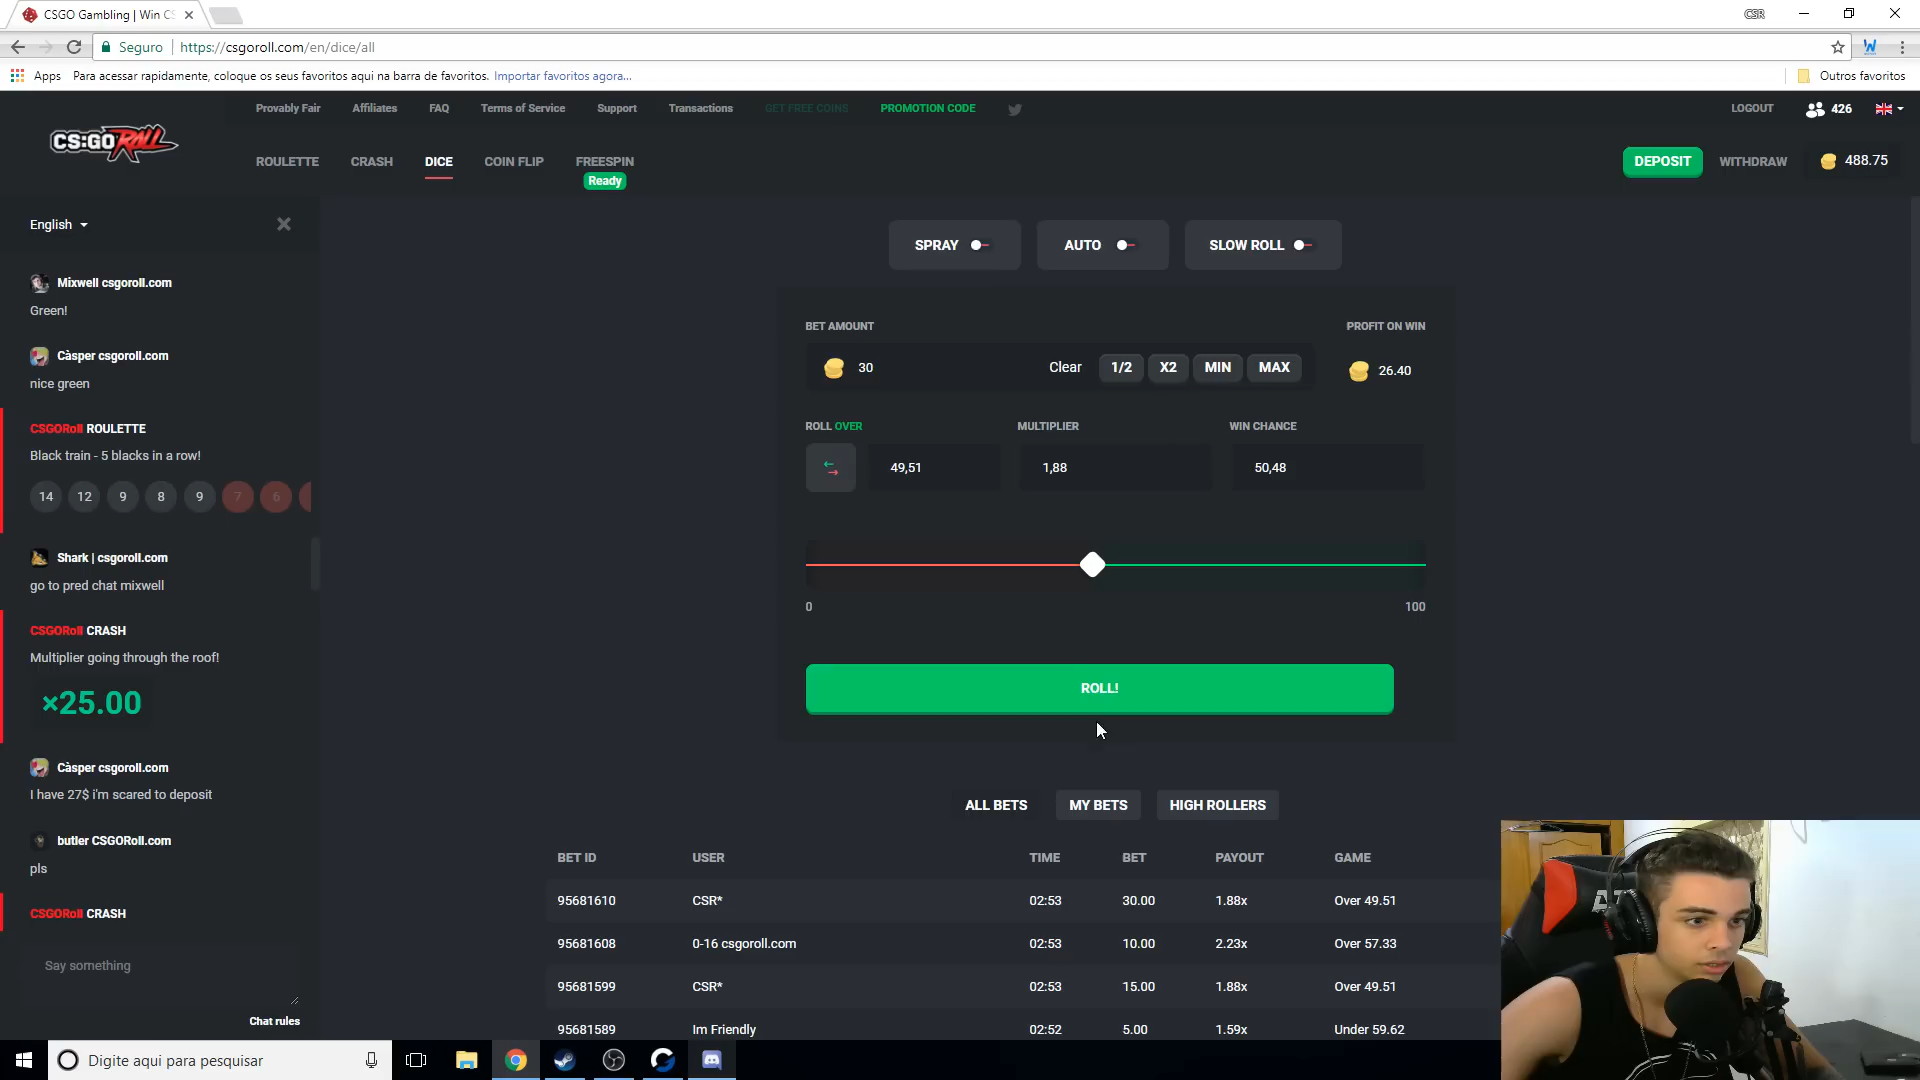 CSGO Gambling | Win CS
CSR
Seguro
https://csgoroll.com/en/dice/all
Apps
Para acessar rapidamente, coloque os seus favoritos aqui na barra de favoritos. Importar favoritos agora...
Outros favoritos
Provably Fair
Affiliates
FAQ
Terms of Service
Support
Transactions
GET FREE COINS
PROMOTION CODE
LOGOUT
426
CS:GO ROLL
ROULETTE
CRASH
DICE
COIN FLIP
FREESPIN
Ready
DEPOSIT
WITHDRAW
488.75
English
Mixwell csgoroll.com
Green!
Càsper csgoroll.com
nice green
CSGORoll ROULETTE
Black train - 5 blacks in a row!
14 12 9 8 9 7 6
Shark | csgoroll.com
go to pred chat mixwell
CSGORoll CRASH
Multiplier going through the roof!
×25.00
Càsper csgoroll.com
I have 27$ i'm scared to deposit
butler CSGORoll.com
pls
CSGORoll CRASH
Say something
Chat rules
SPRAY
AUTO
SLOW ROLL
BET AMOUNT
PROFIT ON WIN
30
Clear
1/2
X2
MIN
MAX
26.40
ROLL OVER
MULTIPLIER
WIN CHANCE
49,51
1,88
50,48
0
100
ROLL!
ALL BETS
MY BETS
HIGH ROLLERS
BET ID USER TIME BET PAYOUT GAME
95681610 CSR* 02:53 30.00 1.88x Over 49.51
95681608 0-16 csgoroll.com 02:53 10.00 2.23x Over 57.33
95681599 CSR* 02:53 15.00 1.88x Over 49.51
95681589 Im Friendly 02:52 5.00 1.59x Under 59.62
Digite aqui para pesquisar